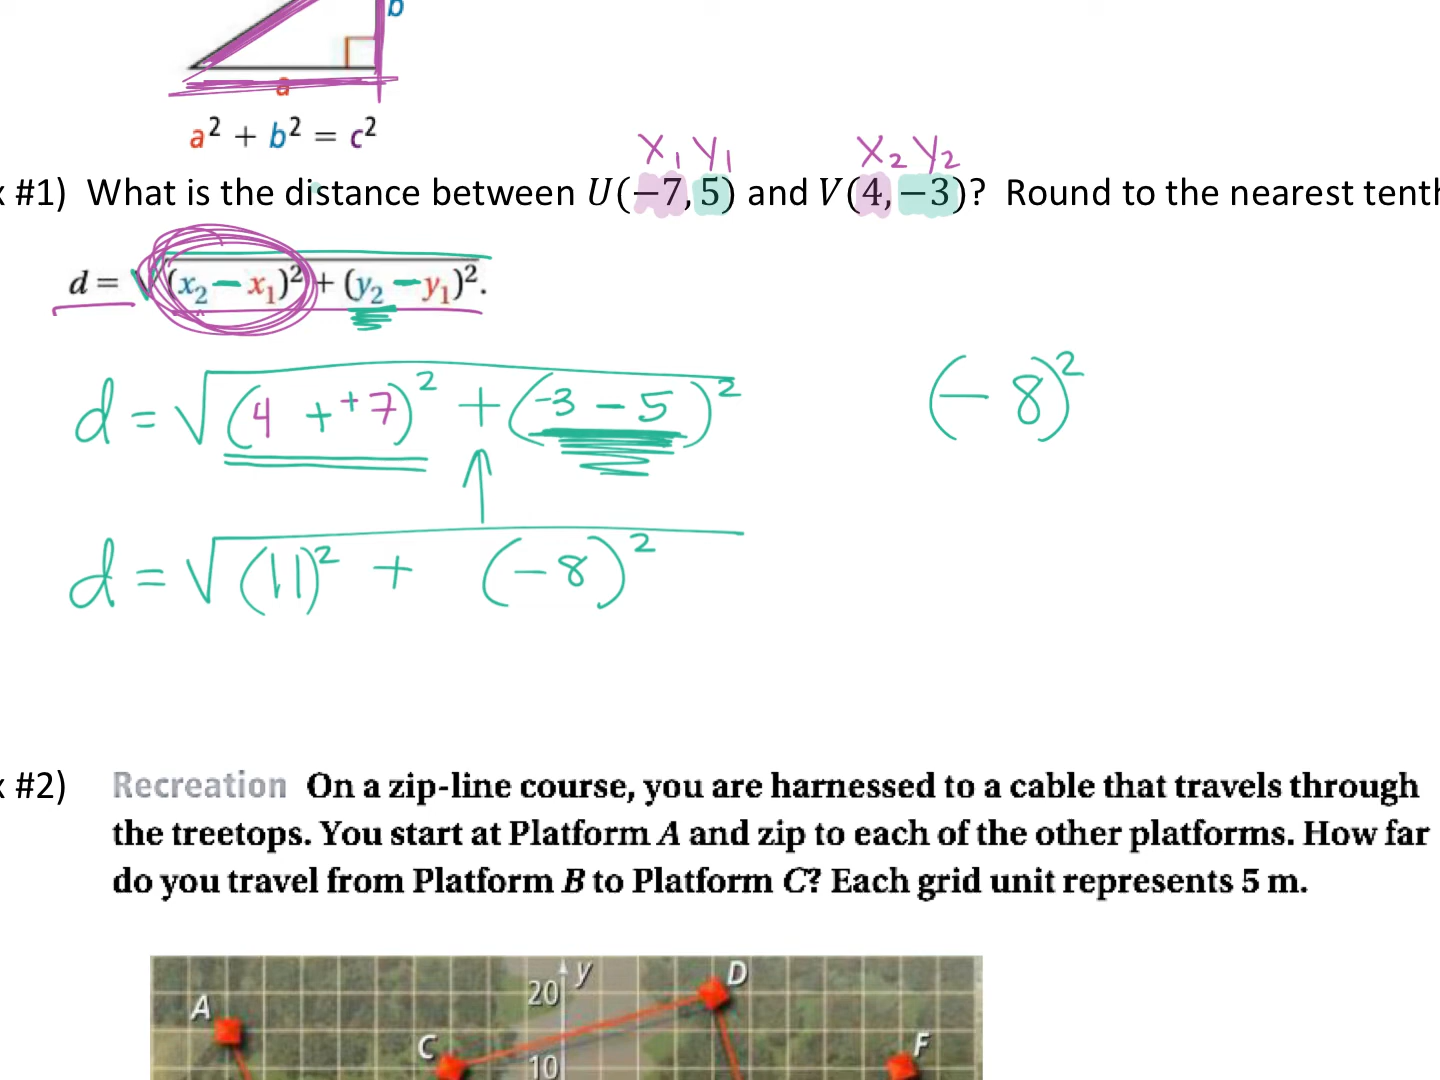 b
a
a² + b² = c²
x₁ y₁ x₂ y₂
#1) What is the distance between U(−7, 5) and V(4, −3)? Round to the nearest tenth
d = √(x₂ − x₁)² + (y₂ − y₁)².
d = √(4 + +7)² + (-3 − 5)² (− 8)²
d = √(11)² + (−8)²
#2) Recreation On a zip-line course, you are harnessed to a cable that travels through
the treetops. You start at Platform A and zip to each of the other platforms. How far
do you travel from Platform B to Platform C? Each grid unit represents 5 m.
20 y D
A
C 10 F